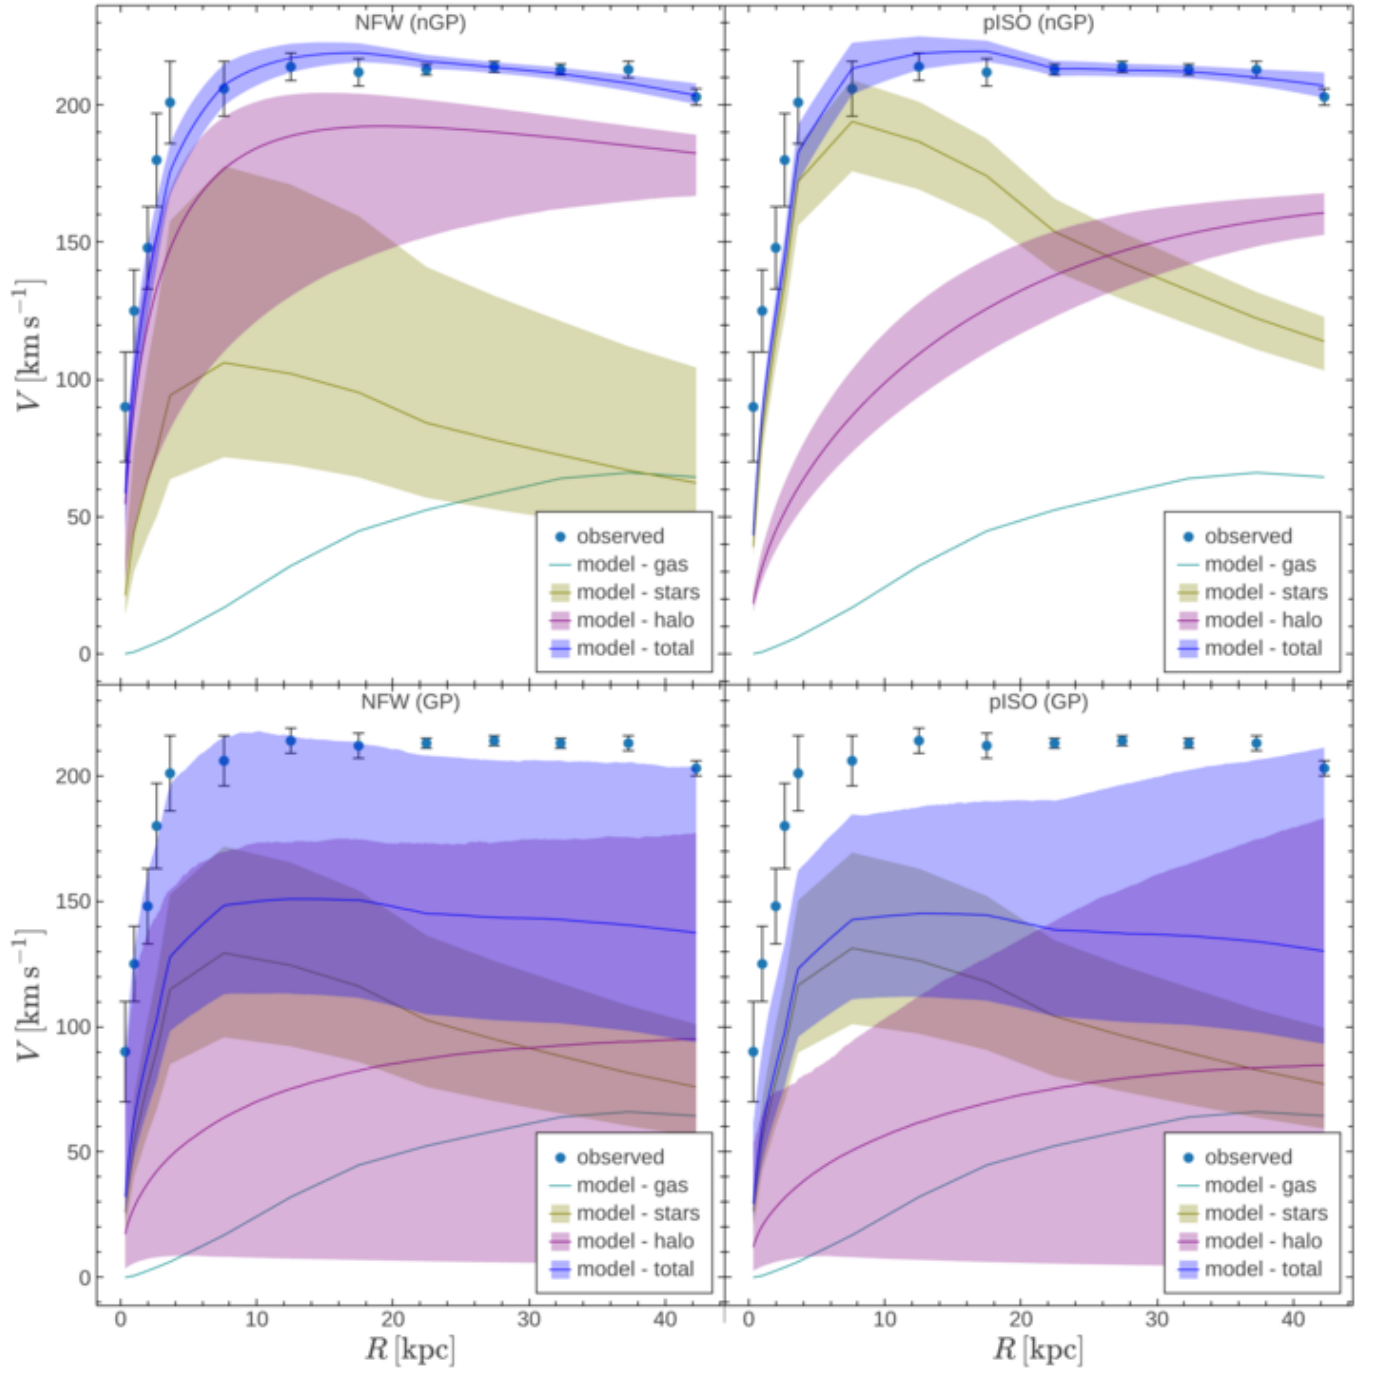 NFW (nGP)
pISO (nGP)
200
150
100
50
0
V [km s⁻¹]
observed
model - gas
model - stars
model - halo
model - total
observed
model - gas
model - stars
model - halo
model - total
NFW (GP)
pISO (GP)
200
150
100
50
0
V [km s⁻¹]
observed
model - gas
model - stars
model - halo
model - total
observed
model - gas
model - stars
model - halo
model - total
0 10 20 30 40
0 10 20 30 40
R [kpc]
R [kpc]